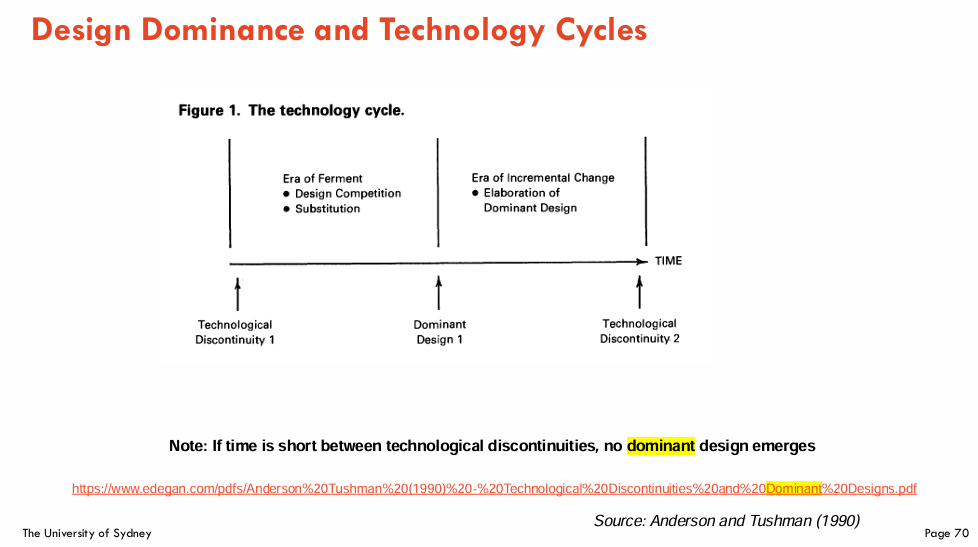 Design Dominance and Technology Cycles
Figure 1. The technology cycle.
Era of Ferment
● Design Competition
● Substitution
Era of Incremental Change
● Elaboration of
Dominant Design
TIME
Technological
Discontinuity 1
Dominant
Design 1
Technological
Discontinuity 2
Note: If time is short between technological discontinuities, no dominant design emerges
https://www.edegan.com/pdfs/Anderson%20Tushman%20(1990)%20-%20Technological%20Discontinuities%20and%20Dominant%20Designs.pdf
Source: Anderson and Tushman (1990)
The University of Sydney
Page 70